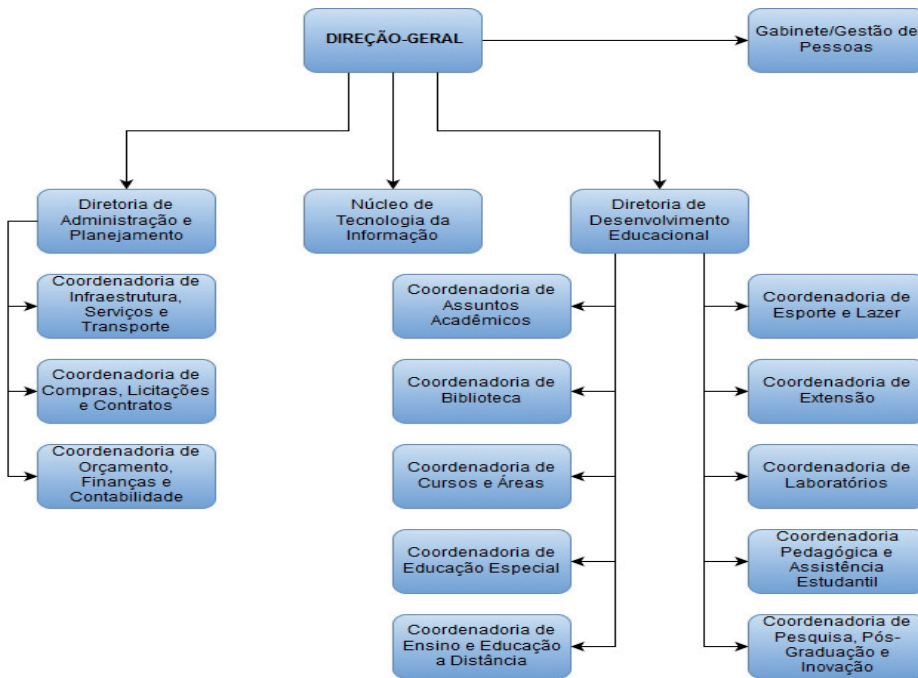 DIREÇÃO-GERAL
Gabinete/Gestão de
Pessoas
Diretoria de
Administração e
Planejamento
Núcleo de
Tecnologia da
Informação
Diretoria de
Desenvolvimento
Educacional
Coordenadoria de
Infraestrutura,
Serviços e
Transporte
Coordenadoria de
Compras, Licitações
e Contratos
Coordenadoria de
Orçamento,
Finanças e
Contabilidade
Coordenadoria de
Assuntos
Acadêmicos
Coordenadoria de
Biblioteca
Coordenadoria de
Cursos e Áreas
Coordenadoria de
Educação Especial
Coordenadoria de
Ensino e Educação
a Distância
Coordenadoria de
Esporte e Lazer
Coordenadoria de
Extensão
Coordenadoria de
Laboratórios
Coordenadoria
Pedagógica e
Assistência
Estudantil
Coordenadoria de
Pesquisa, Pós-
Graduação e
Inovação